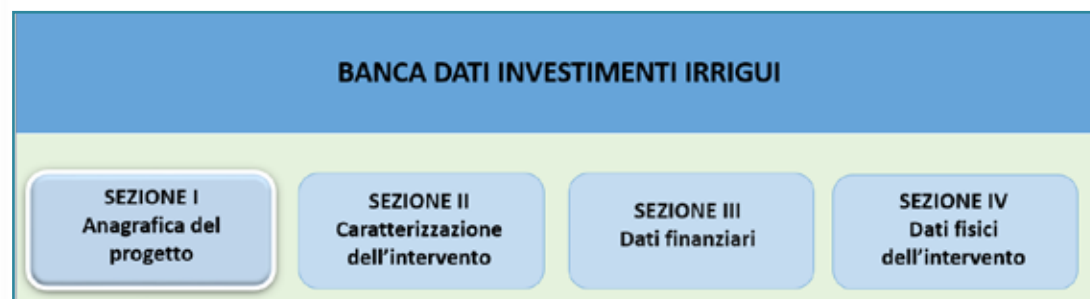 BANCA DATI INVESTIMENTI IRRIGUI
SEZIONE I
Anagrafica del
progetto
SEZIONE II
Caratterizzazione
dell'intervento
SEZIONE III
Dati finanziari
SEZIONE IV
Dati fisici
dell'intervento